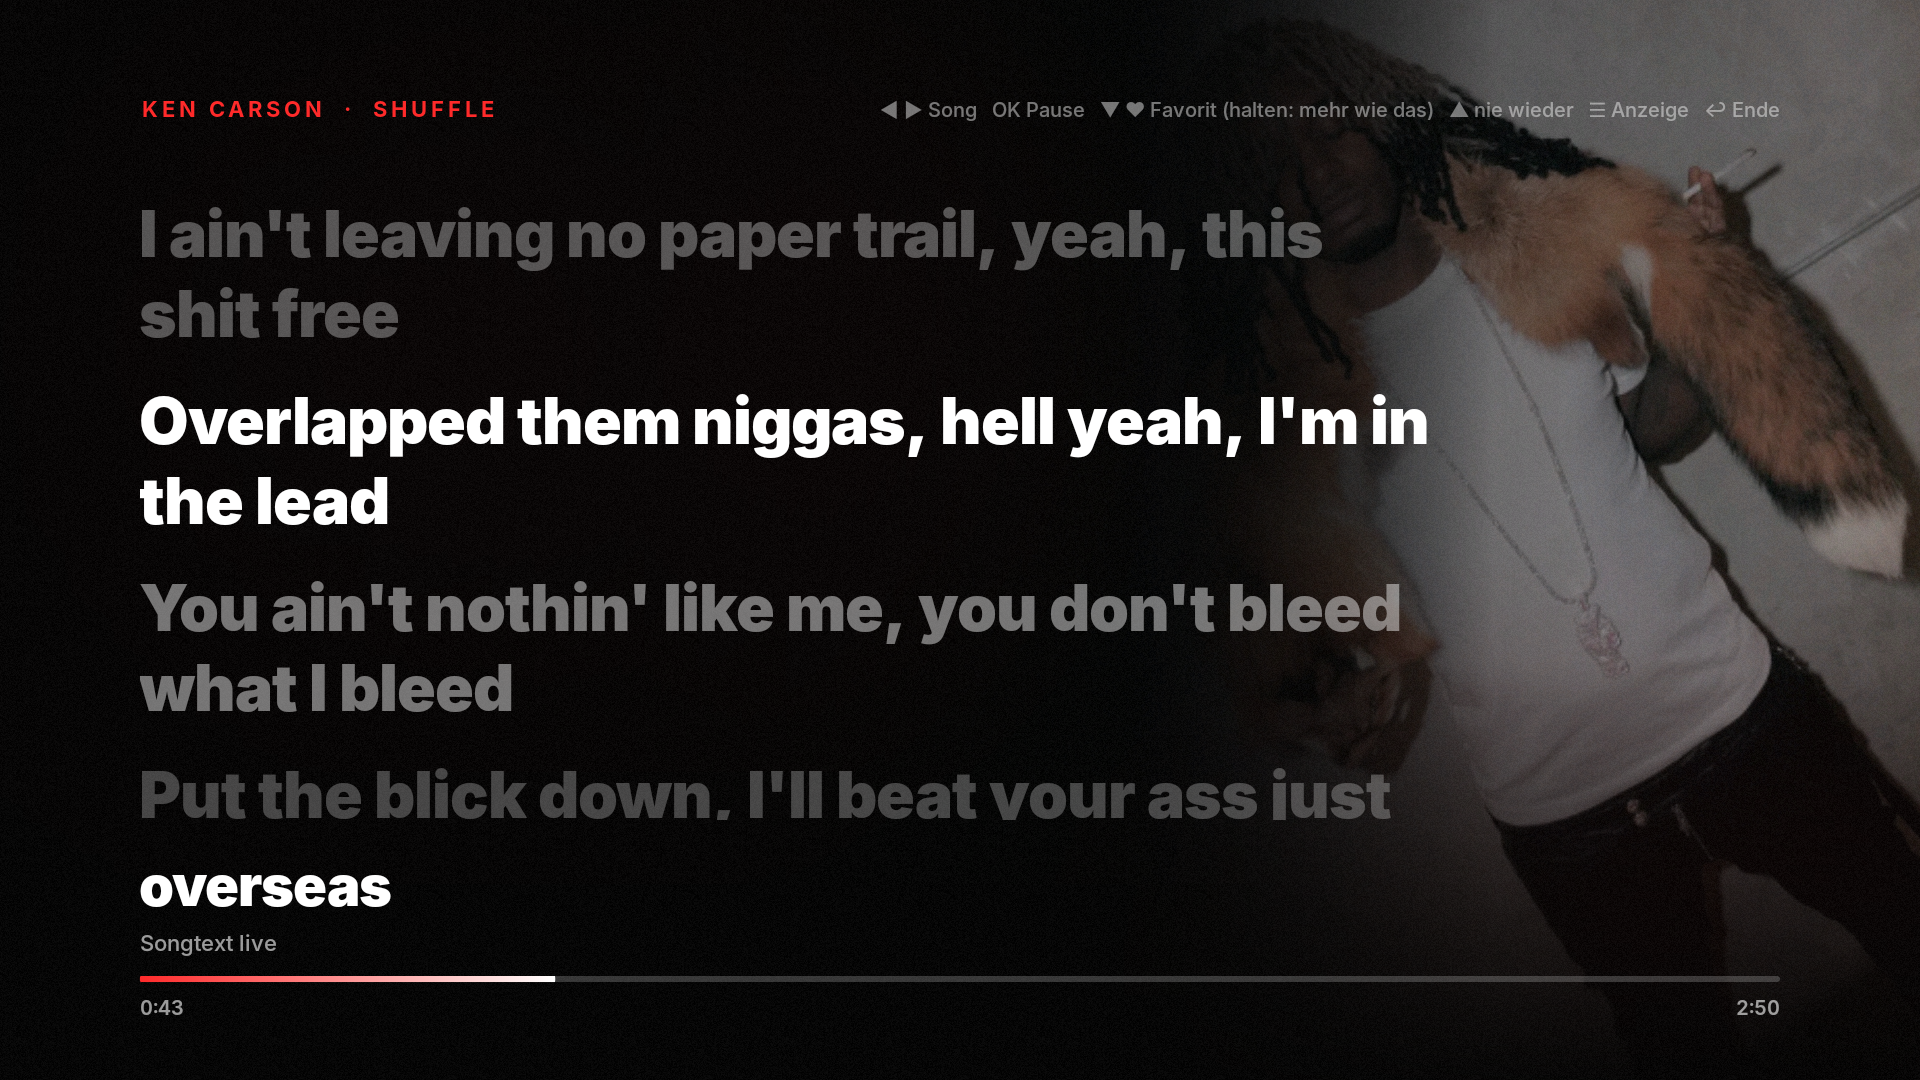 KEN CARSON · SHUFFLE
◀ ▶ Song OK Pause ▼ ♥ Favorit (halten: mehr wie das) ▲ nie wieder ☰ Anzeige ↩ Ende
I ain't leaving no paper trail, yeah, this
shit free
Overlapped them niggas, hell yeah, I'm in
the lead
You ain't nothin' like me, you don't bleed
what I bleed
Put the blick down, I'll beat your ass just
overseas
Songtext live
0:43
2:50